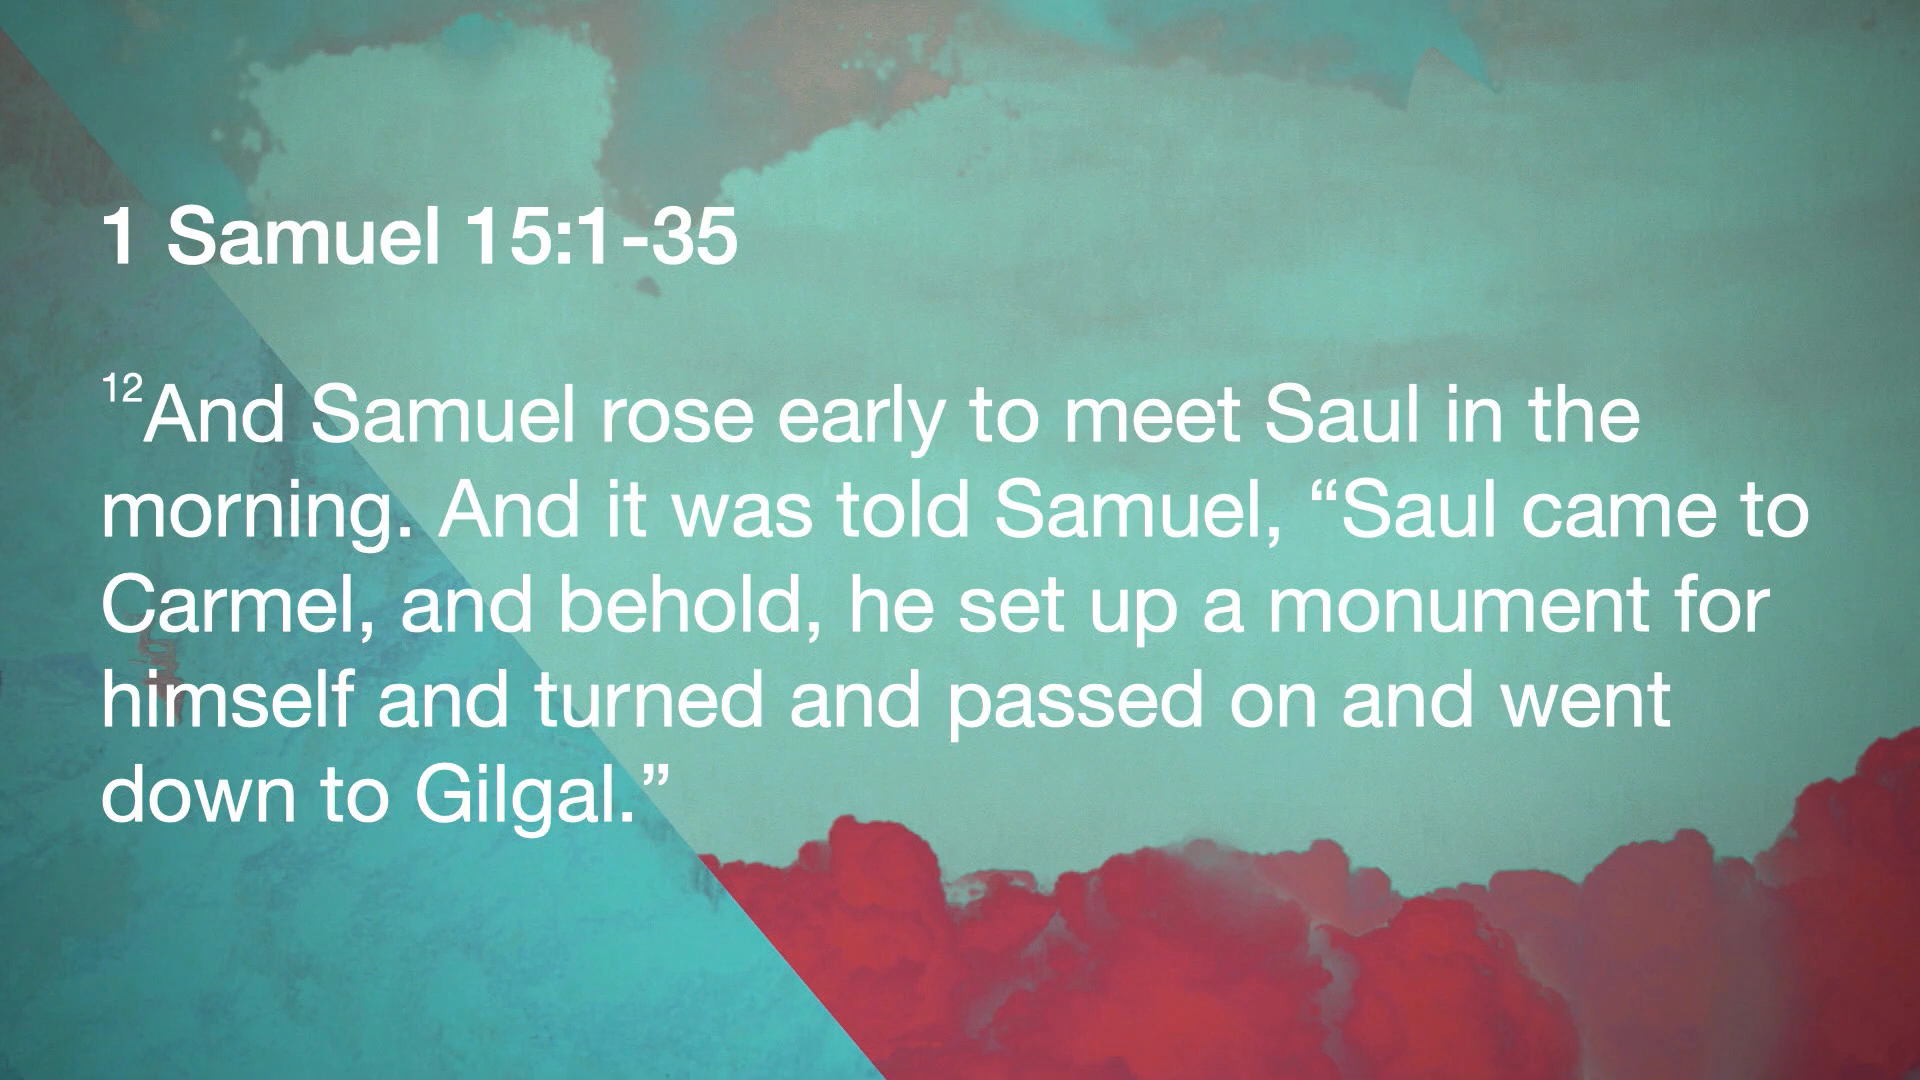 1 Samuel 15:1-35
12And Samuel rose early to meet Saul in the
morning. And it was told Samuel, “Saul came to
Carmel, and behold, he set up a monument for
himself and turned and passed on and went
down to Gilgal.”